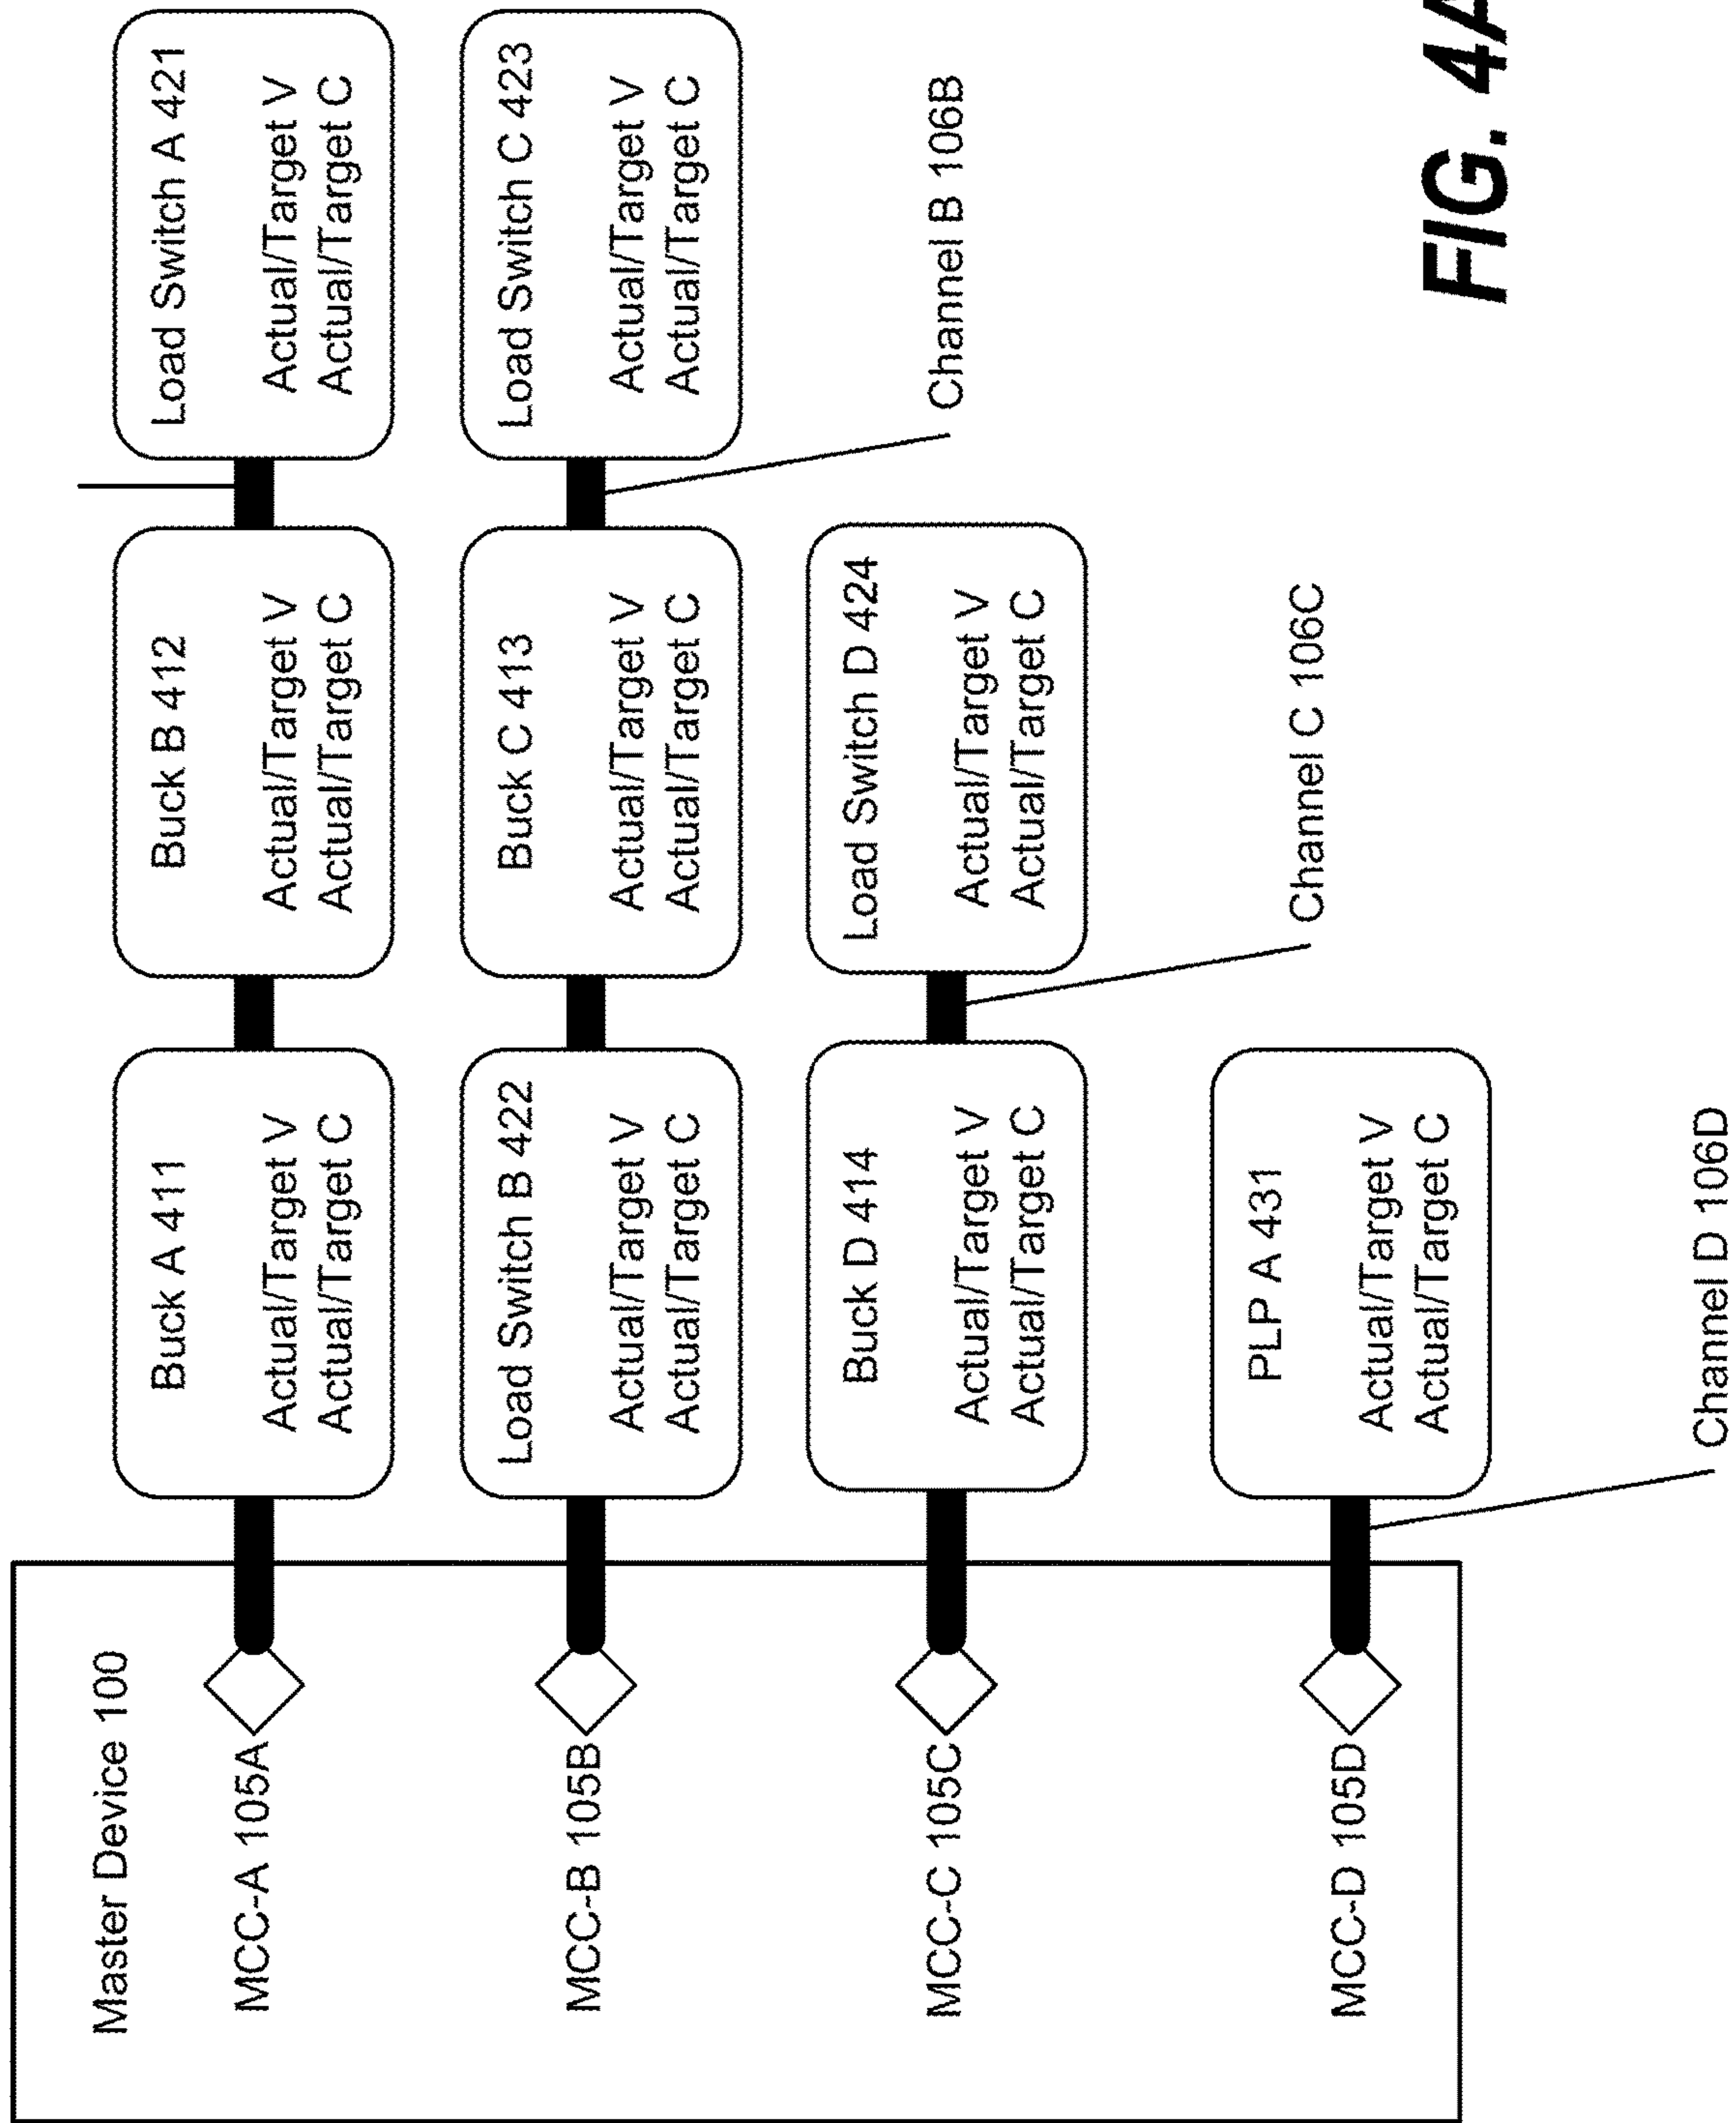 Master Device 100
MCC-A 105A
Buck A 411
Actual/Target V
Actual/Target C
Buck B 412
Actual/Target V
Actual/Target C
Load Switch A 421
Actual/Target V
Actual/Target C
MCC-B 105B
Load Switch B 422
Actual/Target V
Actual/Target C
Buck C 413
Actual/Target V
Actual/Target C
Load Switch C 423
Actual/Target V
Actual/Target C
Channel B 106B
MCC-C 105C
Buck D 414
Actual/Target V
Actual/Target C
Load Switch D 424
Actual/Target V
Actual/Target C
Channel C 106C
MCC-D 105D
PLP A 431
Actual/Target V
Actual/Target C
Channel D 106D
FIG. 4A